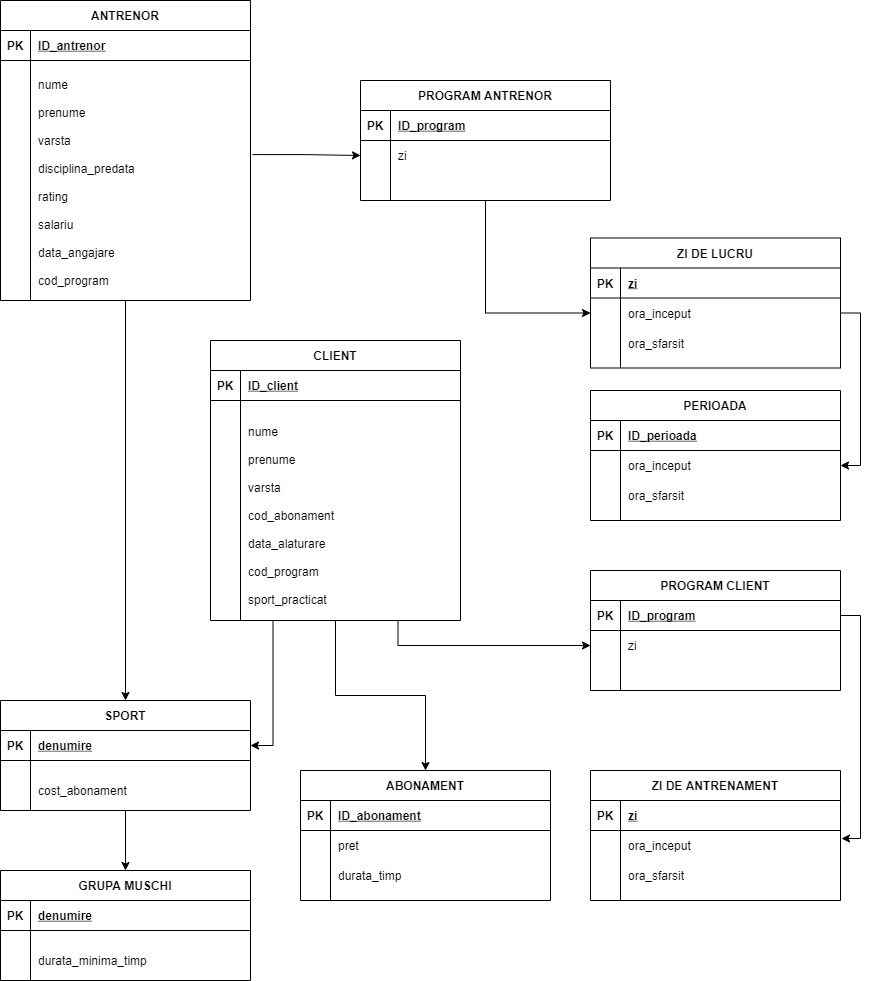 ANTRENOR
PK ID_antrenor
nume
prenume
varsta
disciplina_predata
rating
salariu
data_angajare
cod_program
PROGRAM ANTRENOR
PK ID_program
zi
ZI DE LUCRU
PK zi
ora_inceput
ora_sfarsit
CLIENT
PK ID_client
nume
prenume
varsta
cod_abonament
data_alaturare
cod_program
sport_practicat
PERIOADA
PK ID_perioada
ora_inceput
ora_sfarsit
PROGRAM CLIENT
PK ID_program
zi
SPORT
PK denumire
cost_abonament
ABONAMENT
PK ID_abonament
pret
durata_timp
ZI DE ANTRENAMENT
PK zi
ora_inceput
ora_sfarsit
GRUPA MUSCHI
PK denumire
durata_minima_timp